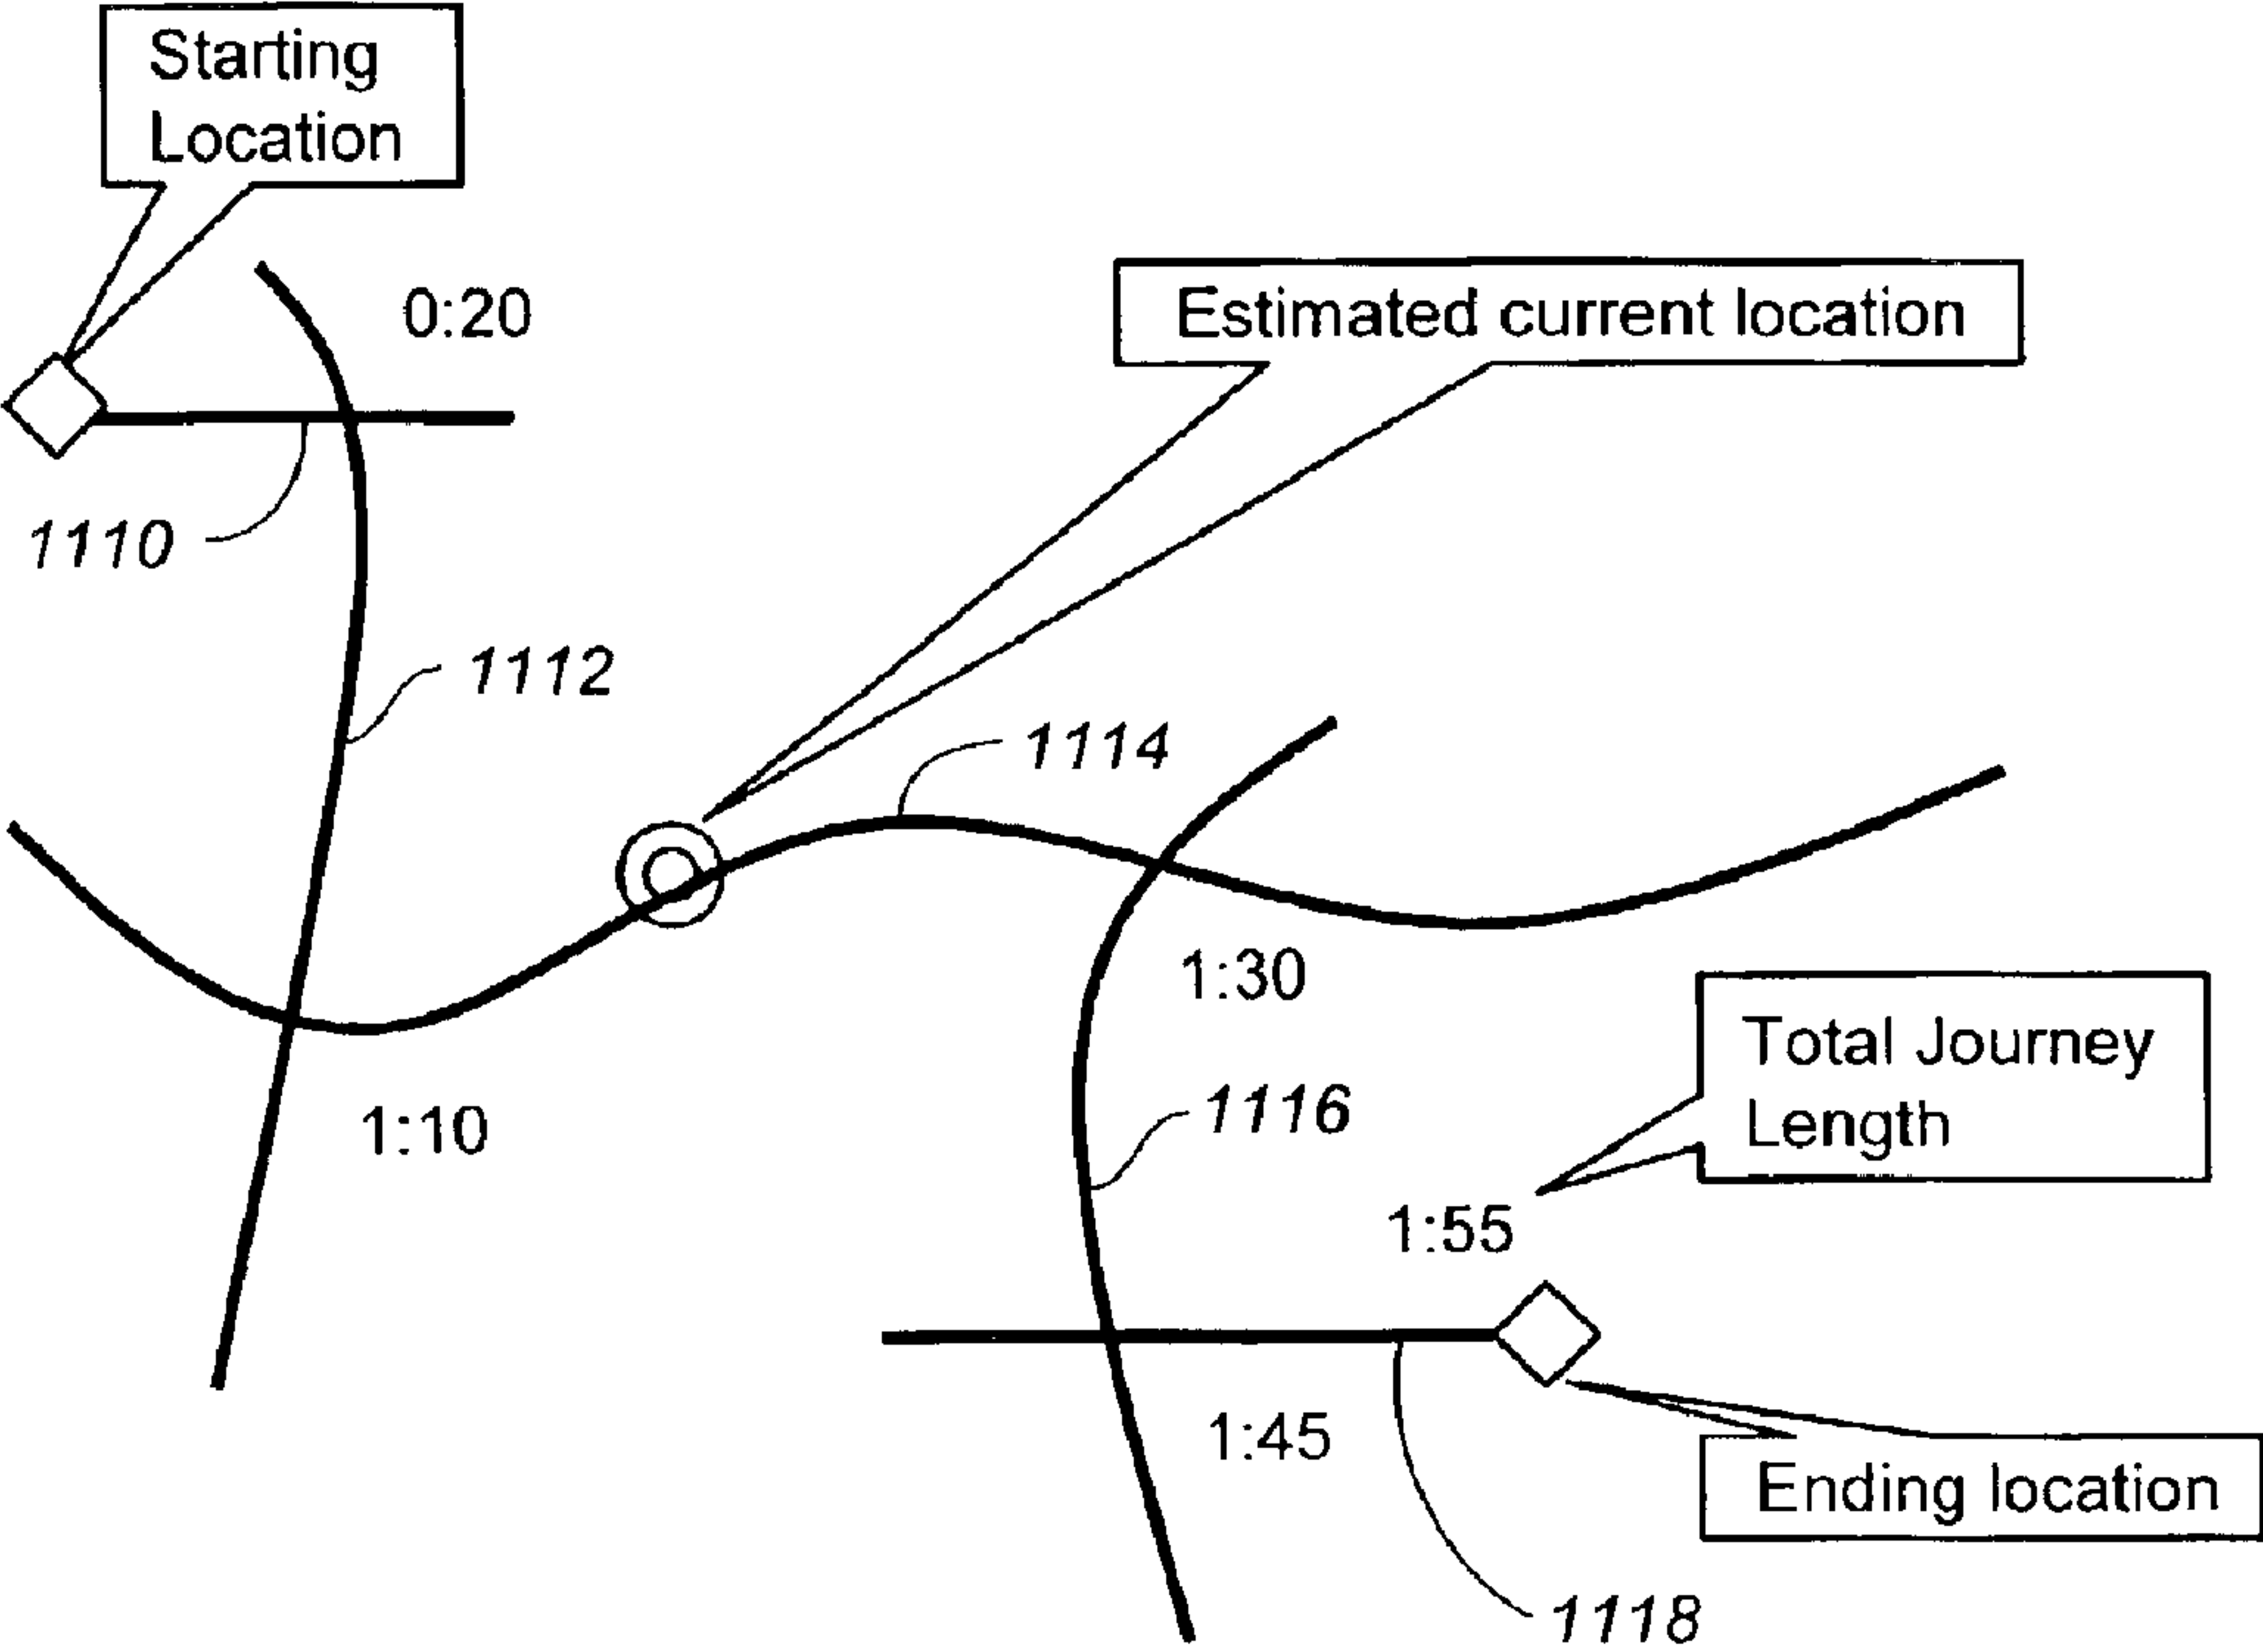 Starting
Location
0:20
Estimated current location
1110
1112
1114
1:30
Total Journey
Length
1:10
1116
1:55
1:45
Ending location
1118